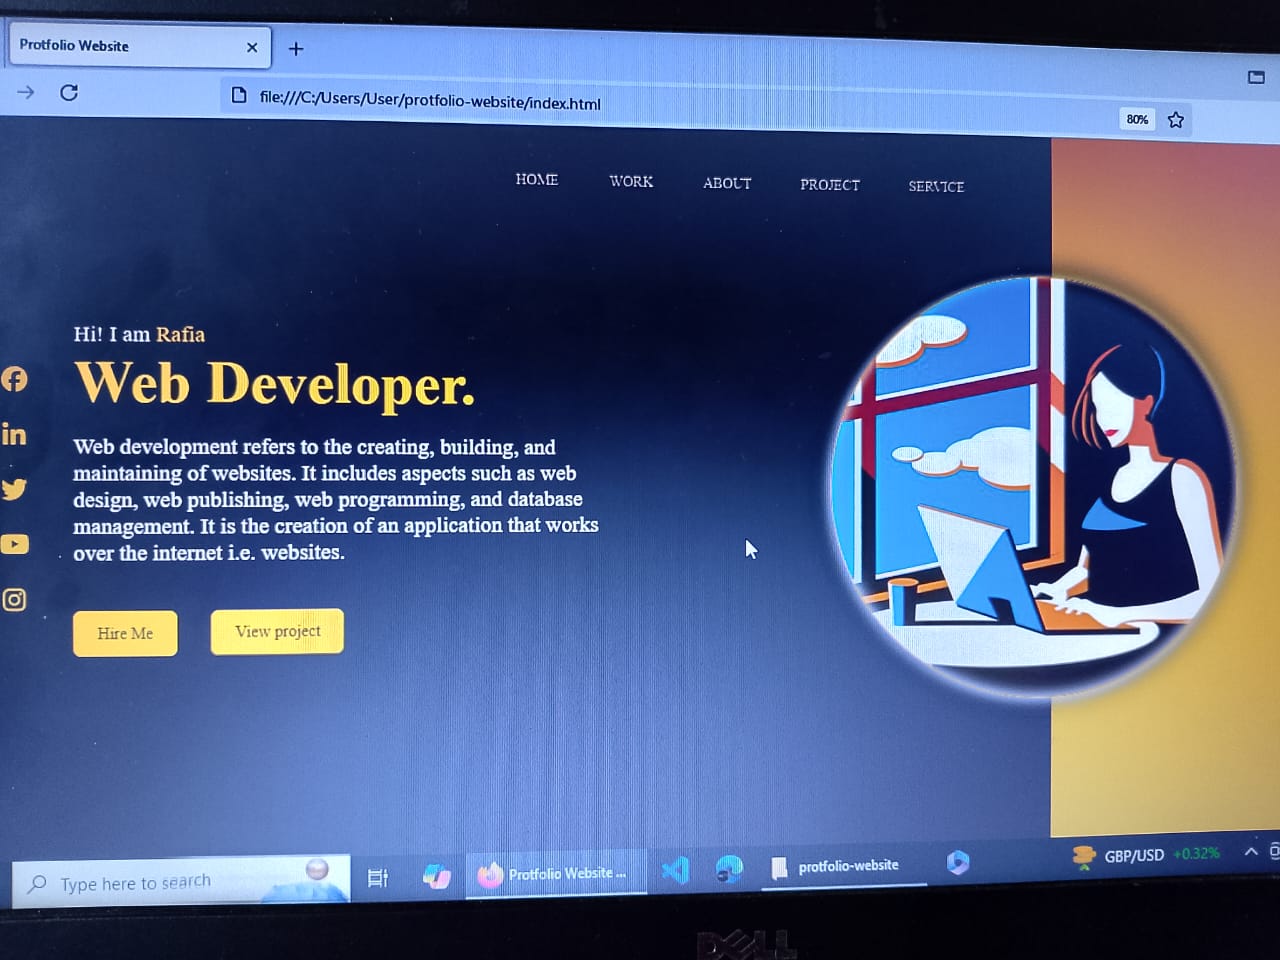 Protfolio Website
file:///C:/Users/User/protfolio-website/index.html
80%
HOME WORK ABOUT PROJECT SERVICE
Hi! I am Rafia
Web Developer.
Web development refers to the creating, building, and
maintaining of websites. It includes aspects such as web
design, web publishing, web programming, and database
management. It is the creation of an application that works
over the internet i.e. websites.
Hire Me View project
Type here to search
Protfolio Website ...
protfolio-website
GBP/USD +0.32%
DELL